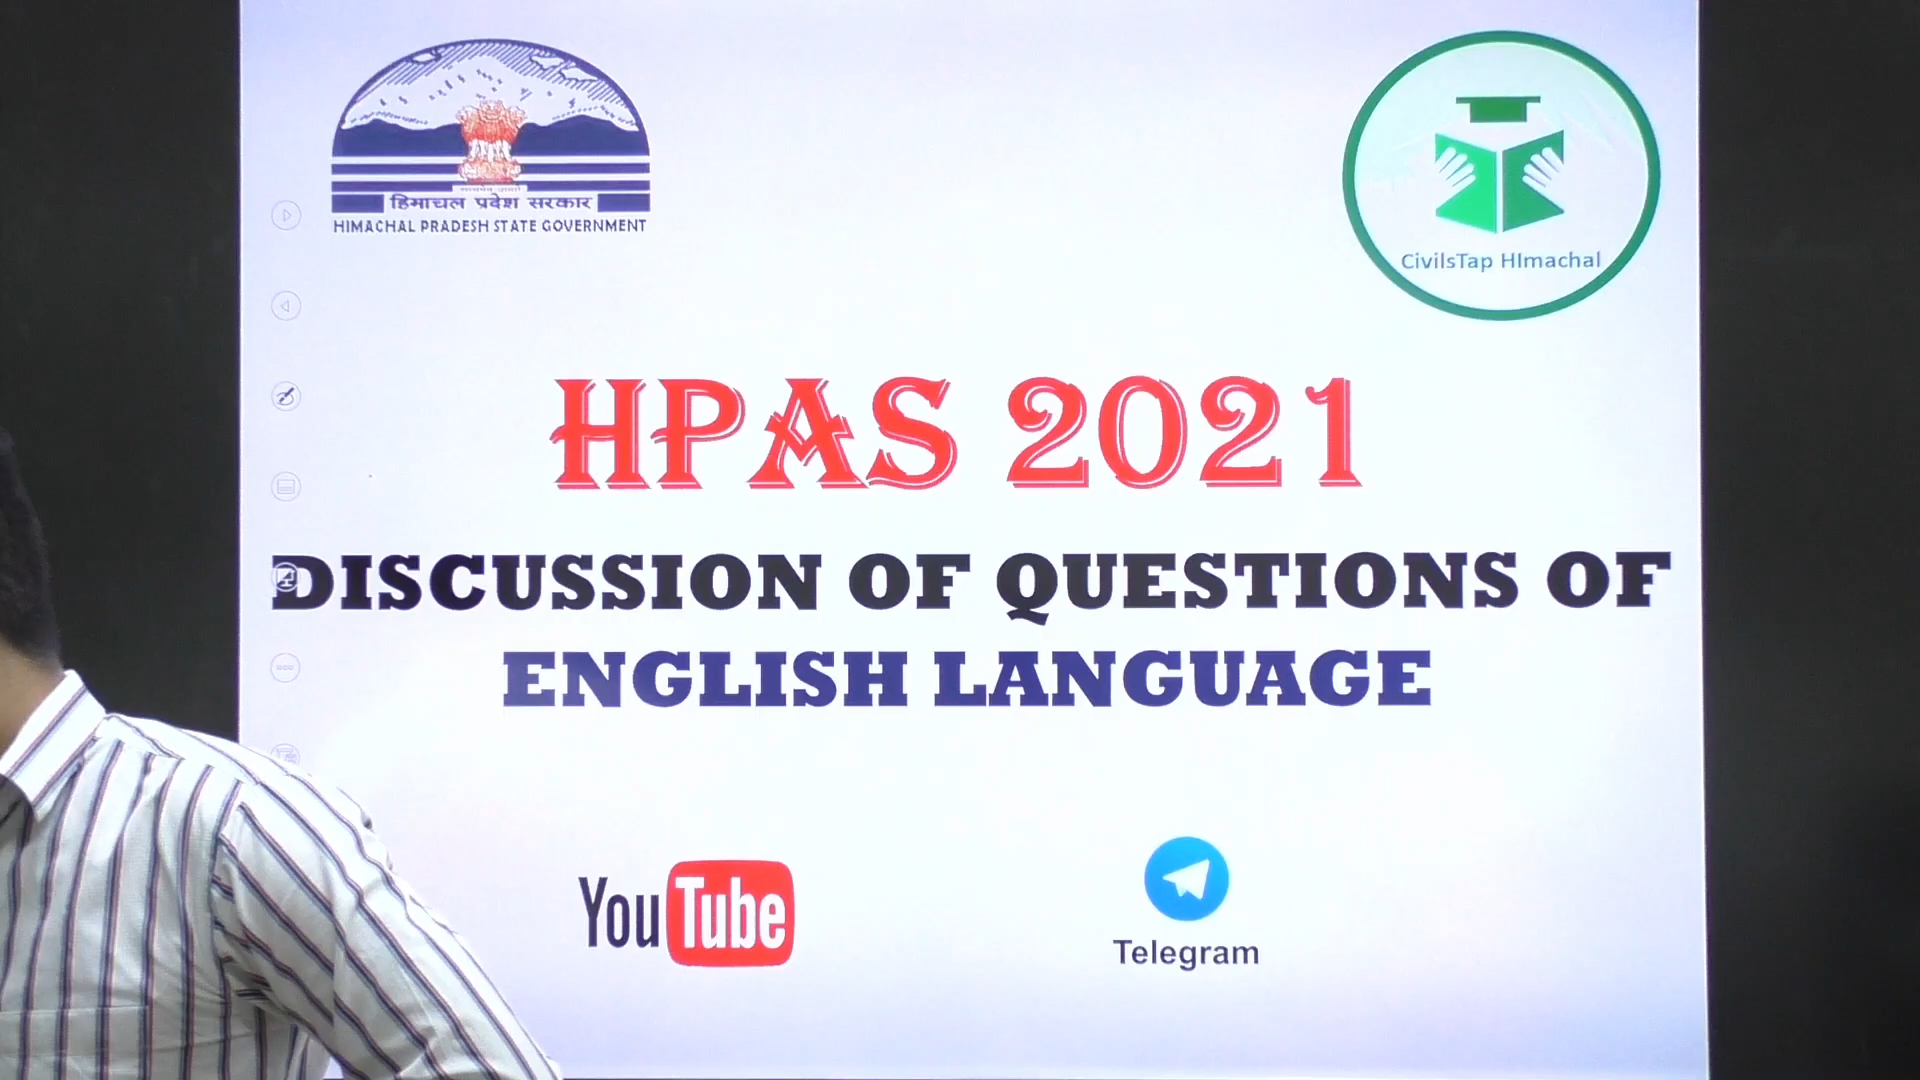 हिमाचल प्रदेश सरकार
HIMACHAL PRADESH STATE GOVERNMENT
CivilsTap HImachal
HPAS 2021
DISCUSSION OF QUESTIONS OF
ENGLISH LANGUAGE
YouTube
Telegram